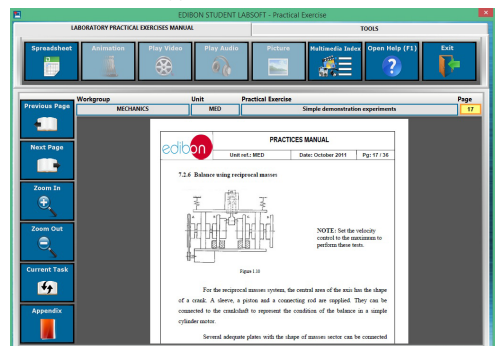 EDIBON STUDENT LABSOFT - Practical Exercise
LABORATORY PRACTICAL EXERCISES MANUAL
TOOLS
Spreadsheet
Animation
Play Video
Play Audio
Picture
Multimedia Index
Open Help (F1)
Exit
Workgroup
Unit
Practical Exercise
Page
MECHANICS
MED
Simple demonstration experiments
17
Previous Page
Next Page
Zoom In
Zoom Out
Current Task
Appendix
edibon
PRACTICES MANUAL
Unit ref.: MED
Date: October 2011
Pg: 17 / 36
7.2.6 Balance using reciprocal masses
NOTE: Set the velocity
control to the maximum to
perform these tests.
Figure 1.10
For the reciprocal masses system, the central area of the axis has the shape
of a crank. A sleeve, a piston and a connecting rod are supplied. They can be
connected to the crankshaft to represent the condition of the balance in a simple
cylinder motor.
Several adequate plates with the shape of masses sector can be connected